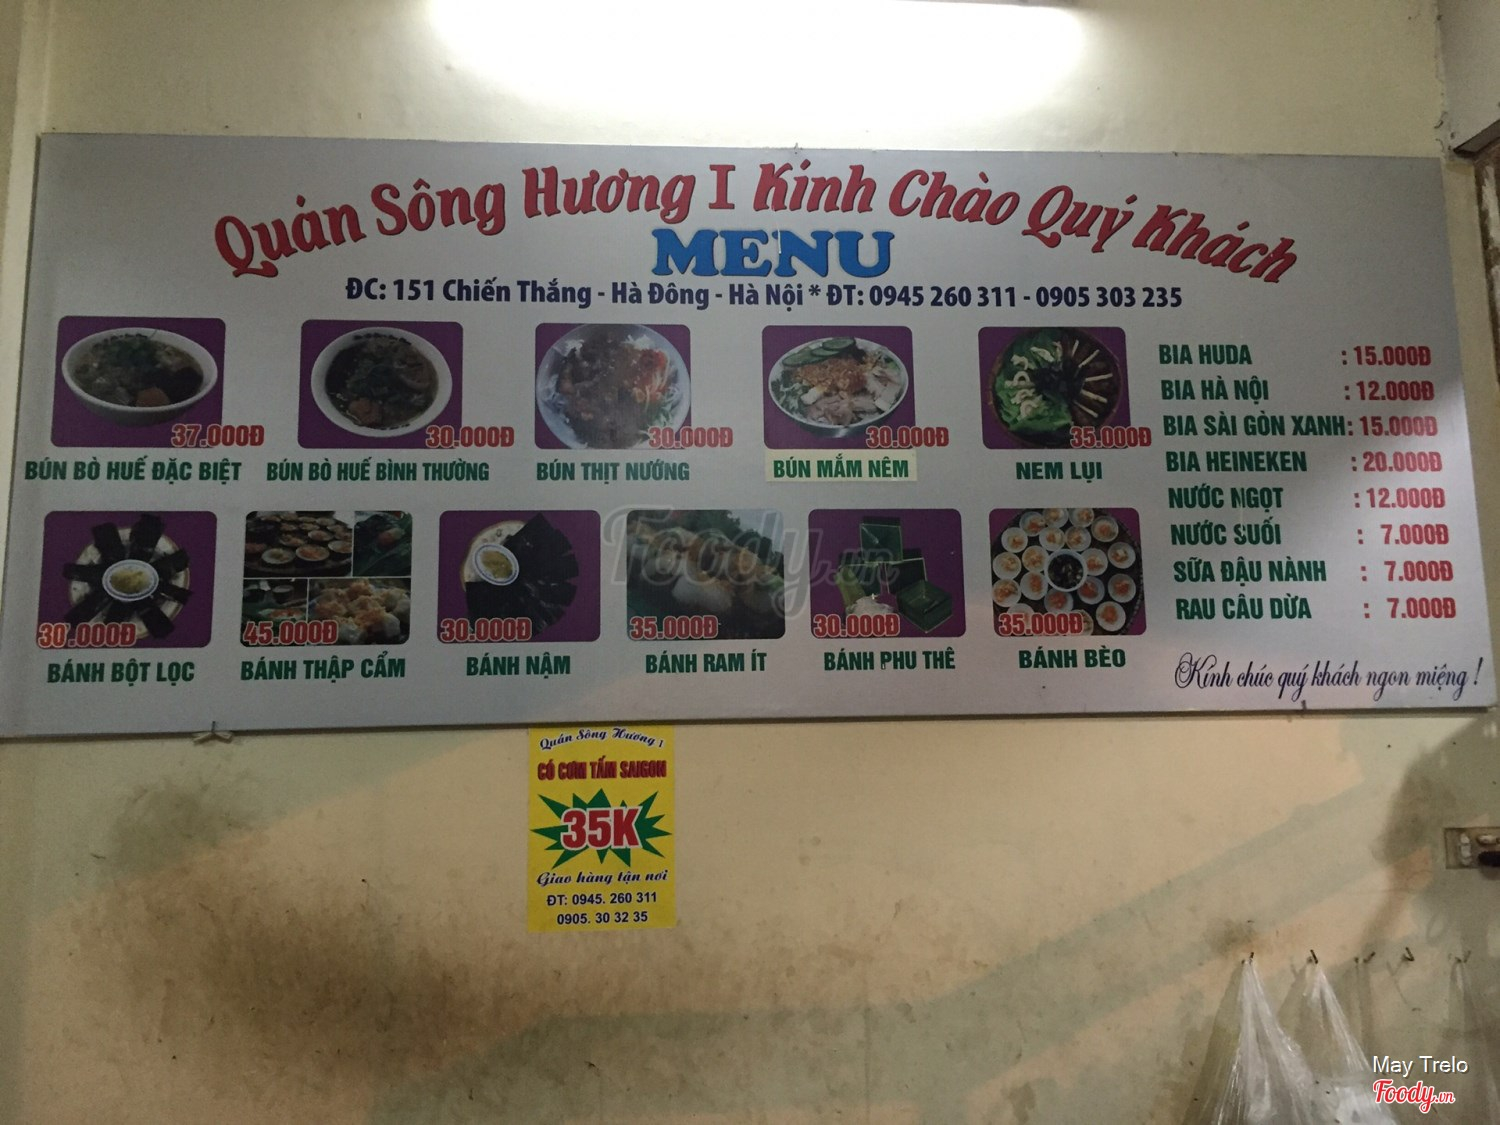 Quán Sông Hương I Kính Chào Quý Khách
MENU
ĐC: 151 Chiến Thắng - Hà Đông - Hà Nội * ĐT: 0945 260 311 - 0905 303 235
37.000Đ
BÚN BÒ HUẾ ĐẶC BIỆT
30.000Đ
BÚN BÒ HUẾ BÌNH THƯỜNG
30.000Đ
BÚN THỊT NƯỚNG
30.000Đ
BÚN MẮM NÊM
35.000Đ
NEM LỤI
30.000Đ
BÁNH BỘT LỌC
45.000Đ
BÁNH THẬP CẨM
30.000Đ
BÁNH NẬM
35.000Đ
BÁNH RAM ÍT
30.000Đ
BÁNH PHU THÊ
35.000Đ
BÁNH BÈO
BIA HUDA : 15.000Đ
BIA HÀ NỘI : 12.000Đ
BIA SÀI GÒN XANH: 15.000Đ
BIA HEINEKEN : 20.000Đ
NƯỚC NGỌT : 12.000Đ
NƯỚC SUỐI : 7.000Đ
SỮA ĐẬU NÀNH : 7.000Đ
RAU CÂU DỪA : 7.000Đ
Kính chúc quý khách ngon miệng !
Foody.vn
Quán Sông Hương 1
CÓ CƠM TẤM SAIGON
35K
Giao hàng tận nơi
ĐT: 0945. 260 311
0905. 30 32 35
May Trelo
Foody.vn